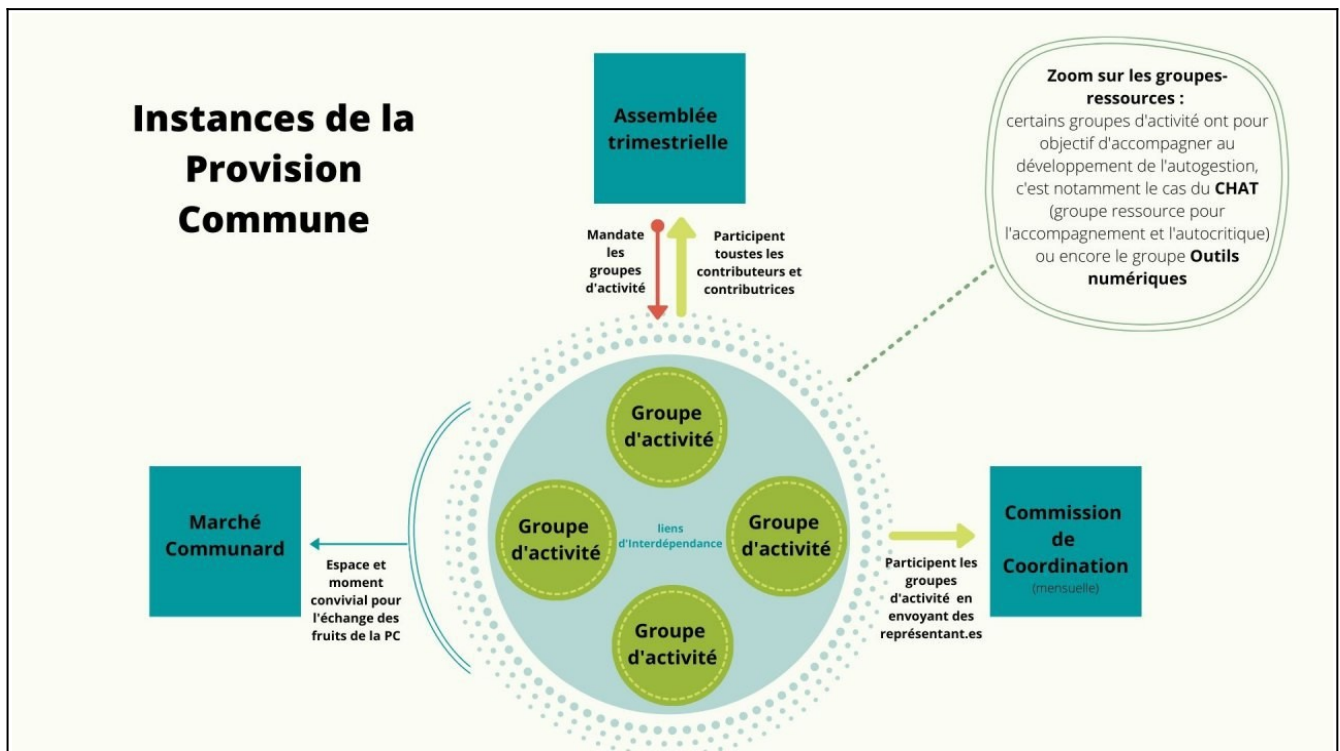 Instances de la
Provision
Commune
Assemblée
trimestrielle
Zoom sur les groupes-
ressources :
certains groupes d'activité ont pour
objectif d'accompagner au
développement de l'autogestion,
c'est notamment le cas du CHAT
(groupe ressource pour
l'accompagnement et l'autocritique)
ou encore le groupe Outils
numériques
Mandate
les
groupes
d'activité
Participent
toustes les
contributeurs et
contributrices
Groupe
d'activité
Groupe
d'activité
liens
d'Interdépendance
Groupe
d'activité
Groupe
d'activité
Marché
Communard
Espace et
moment
convivial pour
l'échange des
fruits de la PC
Participent les
groupes
d'activité en
envoyant des
représentant.es
Commission
de
Coordination
(mensuelle)